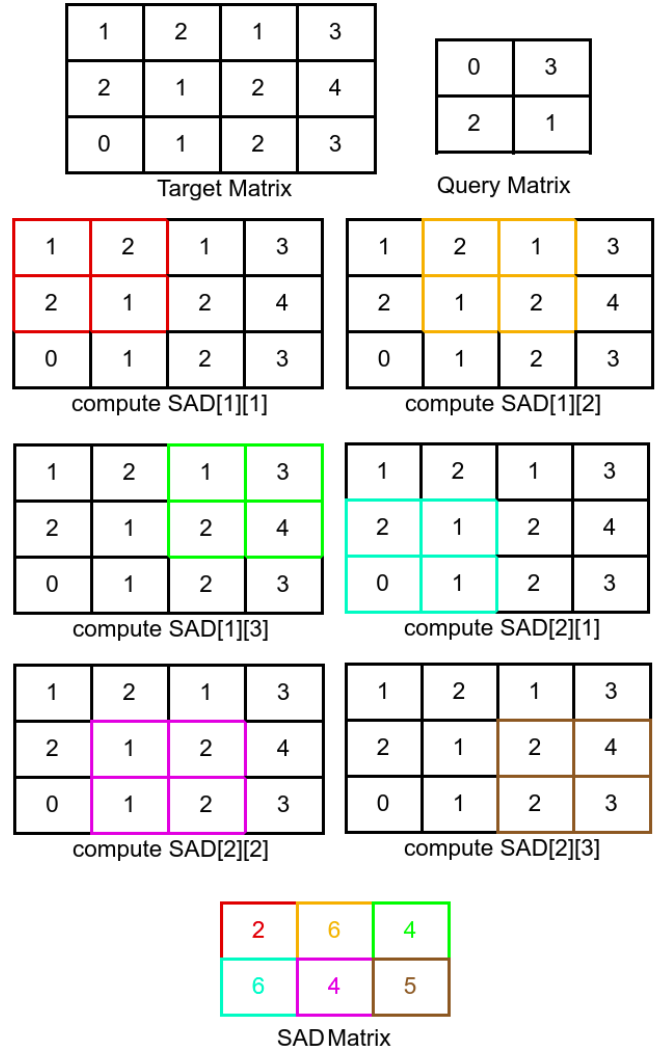 1 2 1 3
2 1 2 4
0 1 2 3
Target Matrix
0 3
2 1
Query Matrix
1 2 1 3
2 1 2 4
0 1 2 3
compute SAD[1][1]
1 2 1 3
2 1 2 4
0 1 2 3
compute SAD[1][2]
1 2 1 3
2 1 2 4
0 1 2 3
compute SAD[1][3]
1 2 1 3
2 1 2 4
0 1 2 3
compute SAD[2][1]
1 2 1 3
2 1 2 4
0 1 2 3
compute SAD[2][2]
1 2 1 3
2 1 2 4
0 1 2 3
compute SAD[2][3]
2 6 4
6 4 5
SAD Matrix